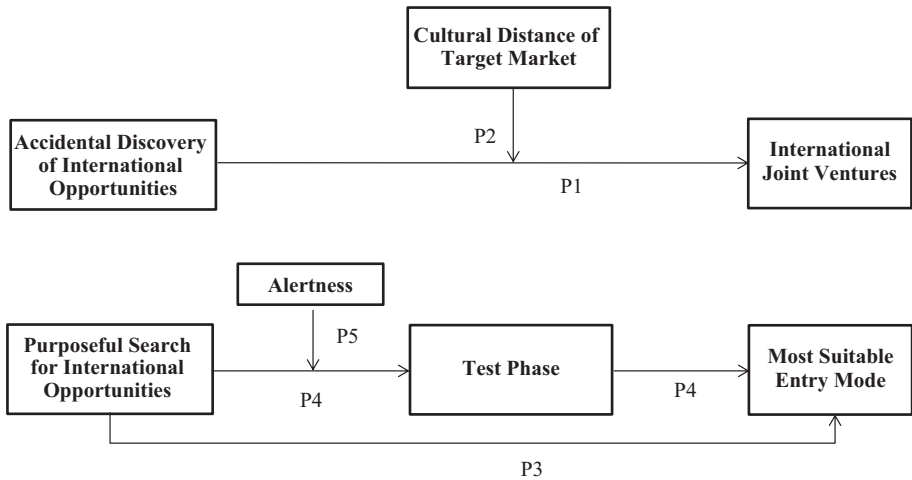 Cultural Distance of
Target Market
P2
Accidental Discovery
of International
Opportunities
International
Joint Ventures
P1
Alertness
P5
Purposeful Search
for International
Opportunities
Test Phase
Most Suitable
Entry Mode
P4
P4
P3